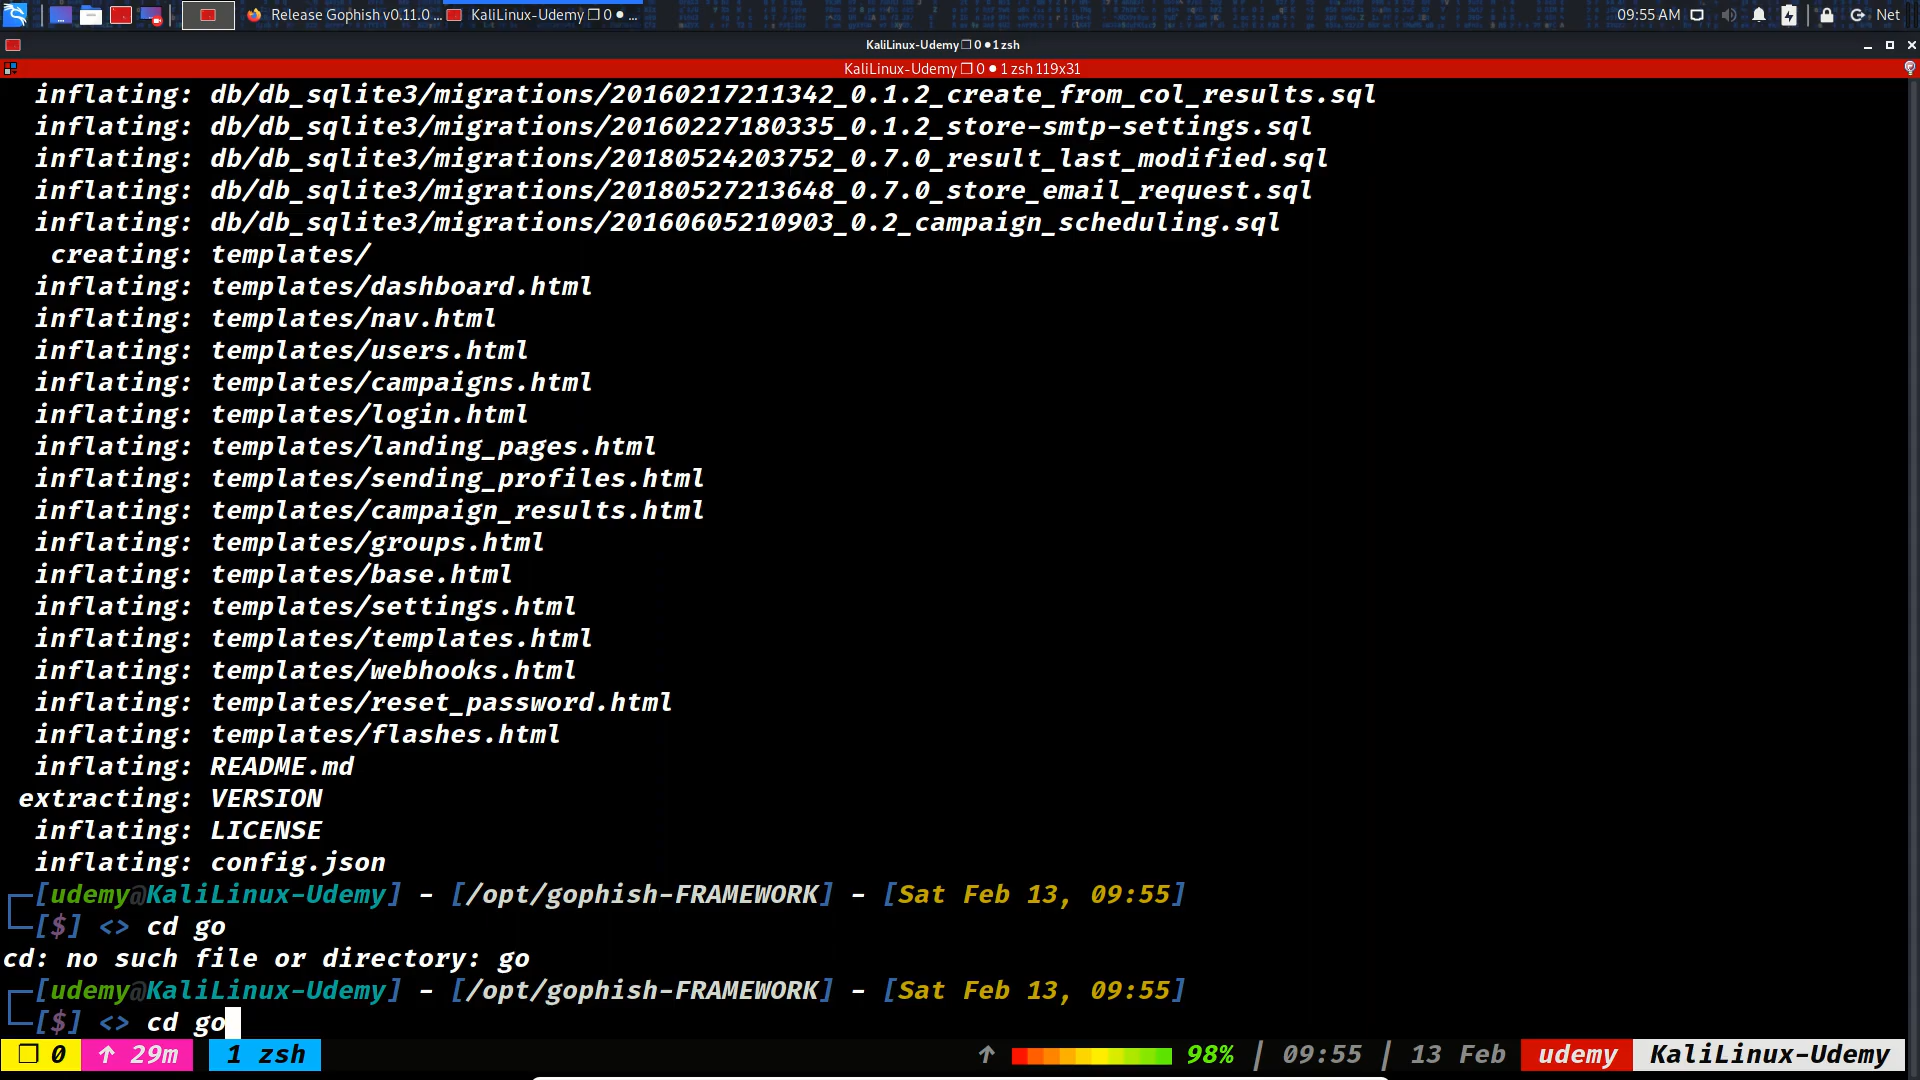 Release Gophish v0.11.0 ...
KaliLinux-Udemy ❐ 0 ● ...
09:55 AM
Net
KaliLinux-Udemy ❐ 0 ● 1 zsh
KaliLinux-Udemy ❐ 0 ● 1 zsh 119x31
inflating: db/db_sqlite3/migrations/20160217211342_0.1.2_create_from_col_results.sql
inflating: db/db_sqlite3/migrations/20160227180335_0.1.2_store-smtp-settings.sql
inflating: db/db_sqlite3/migrations/20180524203752_0.7.0_result_last_modified.sql
inflating: db/db_sqlite3/migrations/20180527213648_0.7.0_store_email_request.sql
inflating: db/db_sqlite3/migrations/20160605210903_0.2_campaign_scheduling.sql
creating: templates/
inflating: templates/dashboard.html
inflating: templates/nav.html
inflating: templates/users.html
inflating: templates/campaigns.html
inflating: templates/login.html
inflating: templates/landing_pages.html
inflating: templates/sending_profiles.html
inflating: templates/campaign_results.html
inflating: templates/groups.html
inflating: templates/base.html
inflating: templates/settings.html
inflating: templates/templates.html
inflating: templates/webhooks.html
inflating: templates/reset_password.html
inflating: templates/flashes.html
inflating: README.md
extracting: VERSION
inflating: LICENSE
inflating: config.json
┌─[udemy@KaliLinux-Udemy] - [/opt/gophish-FRAMEWORK] - [Sat Feb 13, 09:55]
└─[$] <> cd go
cd: no such file or directory: go
┌─[udemy@KaliLinux-Udemy] - [/opt/gophish-FRAMEWORK] - [Sat Feb 13, 09:55]
└─[$] <> cd go
❐ 0 ↑ 29m 1 zsh ↑ 98% | 09:55 | 13 Feb udemy KaliLinux-Udemy